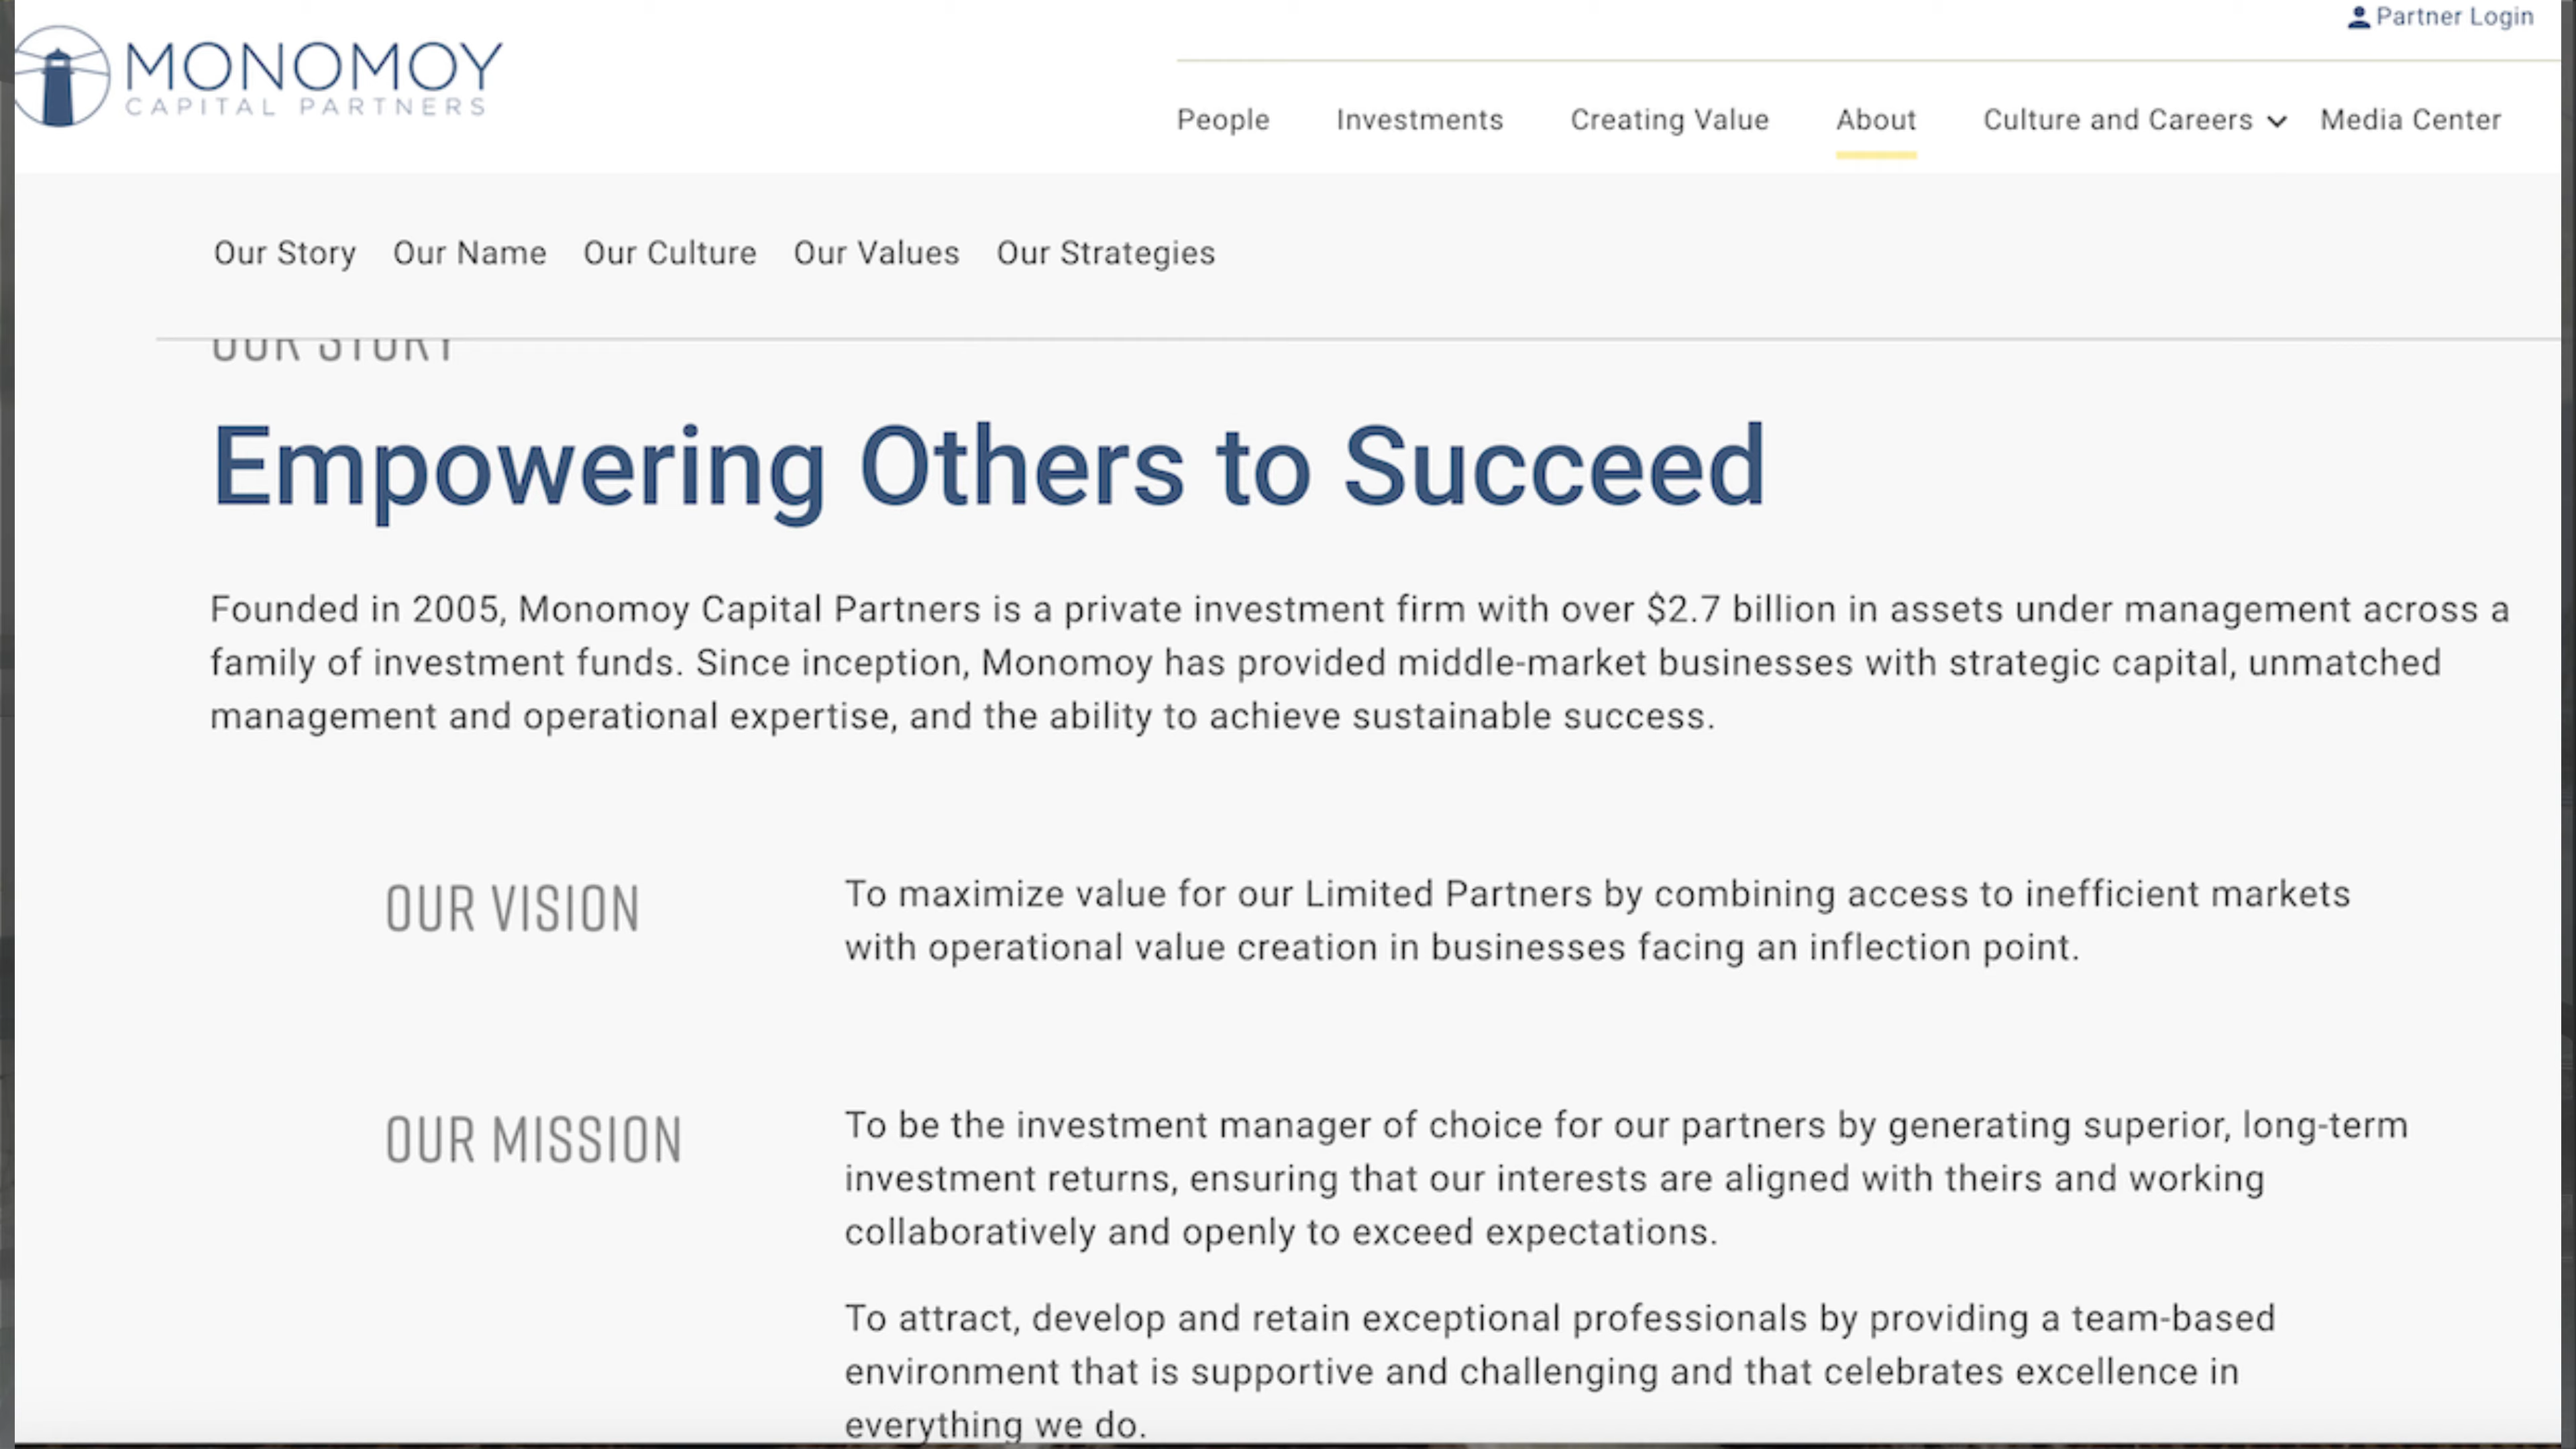 Partner Login
MONOMOY
CAPITAL PARTNERS
People Investments Creating Value About Culture and Careers Media Center
Our Story Our Name Our Culture Our Values Our Strategies
OUR STORY
Empowering Others to Succeed
Founded in 2005, Monomoy Capital Partners is a private investment firm with over $2.7 billion in assets under management across a
family of investment funds. Since inception, Monomoy has provided middle-market businesses with strategic capital, unmatched
management and operational expertise, and the ability to achieve sustainable success.
OUR VISION
To maximize value for our Limited Partners by combining access to inefficient markets
with operational value creation in businesses facing an inflection point.
OUR MISSION
To be the investment manager of choice for our partners by generating superior, long-term
investment returns, ensuring that our interests are aligned with theirs and working
collaboratively and openly to exceed expectations.
To attract, develop and retain exceptional professionals by providing a team-based
environment that is supportive and challenging and that celebrates excellence in
everything we do.